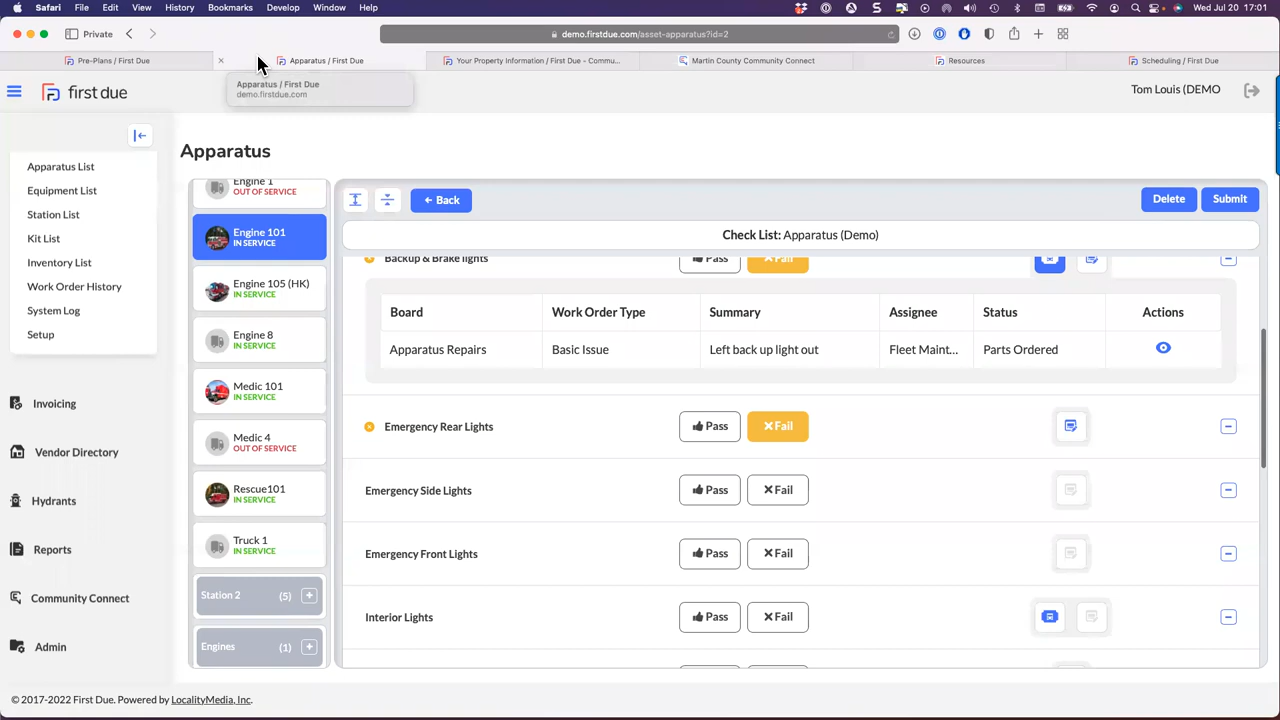 Safari File Edit View History Bookmarks Develop Window Help Wed Jul 20 17:01
Private demo.firstdue.com/asset-apparatus?id=2
Pre-Plans / First Due Apparatus / First Due Your Property Information / First Due - Commu... Martin County Community Connect Resources Scheduling / First Due
Apparatus / First Due
demo.firstdue.com
first due Tom Louis (DEMO
Apparatus
Apparatus List
Equipment List
Station List
Kit List
Inventory List
Work Order History
System Log
Setup
Invoicing
Vendor Directory
Hydrants
Reports
Community Connect
Admin
Engine 1
OUT OF SERVICE
Engine 101
IN SERVICE
Engine 105 (HK)
IN SERVICE
Engine 8
IN SERVICE
Medic 101
IN SERVICE
Medic 4
OUT OF SERVICE
Rescue101
IN SERVICE
Truck 1
IN SERVICE
Station 2 (5)
Engines (1)
Back Delete Submit
Check List: Apparatus (Demo)
Backup & Brake lights Pass Fail
Board Work Order Type Summary Assignee Status Actions
Apparatus Repairs Basic Issue Left back up light out Fleet Maint... Parts Ordered
Emergency Rear Lights Pass Fail
Emergency Side Lights Pass Fail
Emergency Front Lights Pass Fail
Interior Lights Pass Fail
© 2017-2022 First Due. Powered by LocalityMedia, Inc.